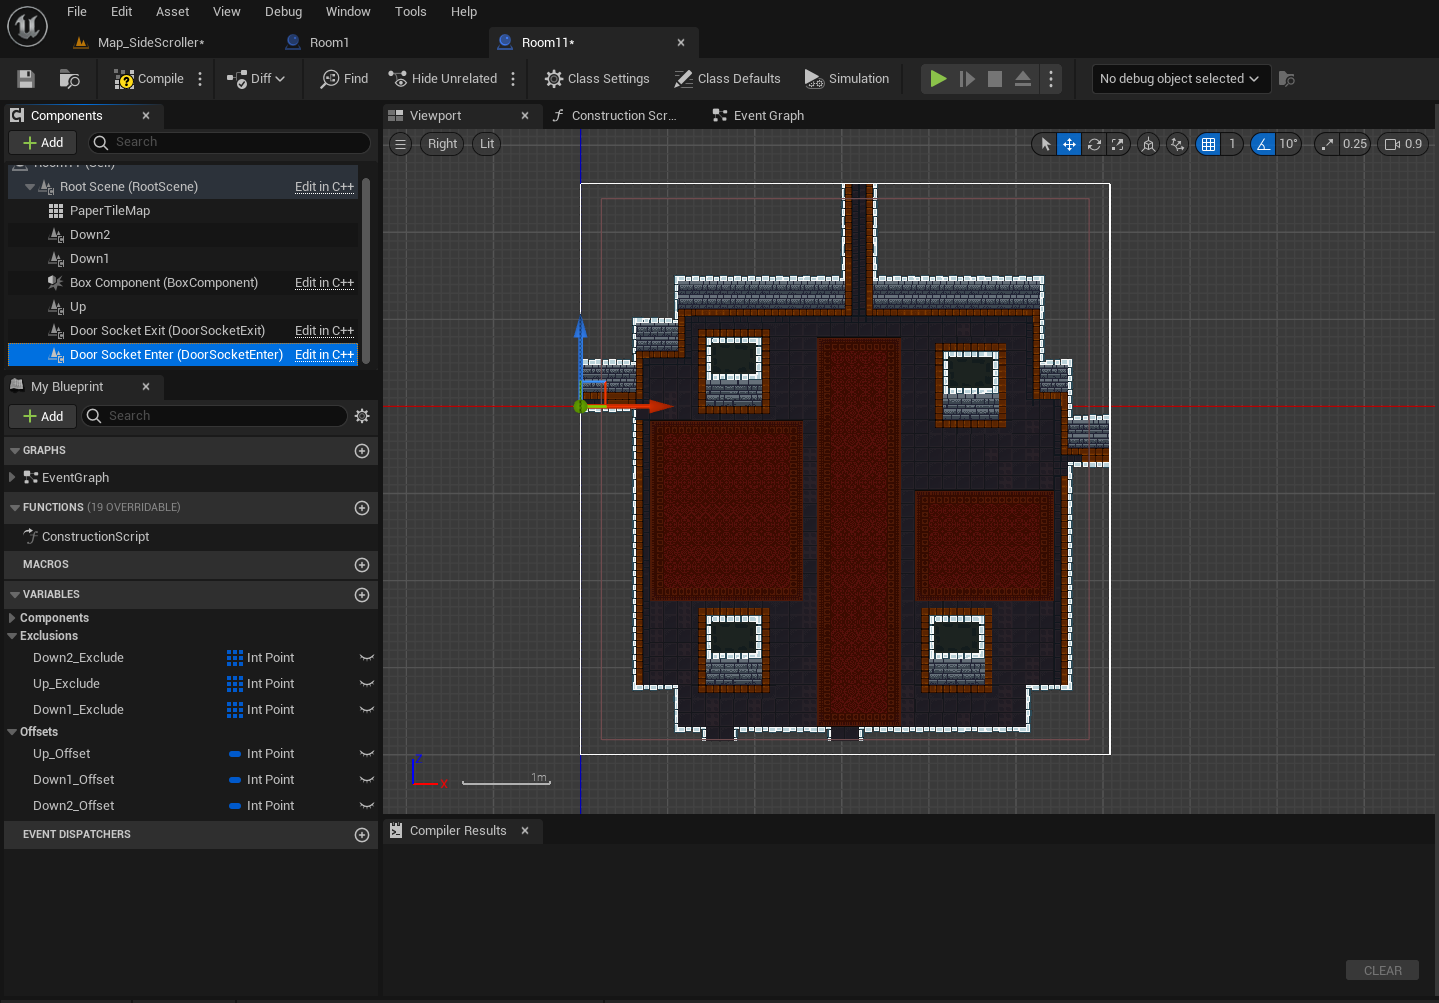 File Edit Asset View Debug Window Tools Help
Map_SideScroller*
Room1
Room11*
Compile
Diff
Find
Hide Unrelated
Class Settings
Class Defaults
Simulation
No debug object selected
Components
Add
Search
Room11 (Self)
Root Scene (RootScene) Edit in C++
PaperTileMap
Down2
Down1
Box Component (BoxComponent) Edit in C++
Up
Door Socket Exit (DoorSocketExit) Edit in C++
Door Socket Enter (DoorSocketEnter) Edit in C++
My Blueprint
Add
Search
GRAPHS
EventGraph
FUNCTIONS (19 OVERRIDABLE)
ConstructionScript
MACROS
VARIABLES
Components
Exclusions
Down2_Exclude Int Point
Up_Exclude Int Point
Down1_Exclude Int Point
Offsets
Up_Offset Int Point
Down1_Offset Int Point
Down2_Offset Int Point
EVENT DISPATCHERS
Viewport
Construction Scr...
Event Graph
Right
Lit
1
10°
0.25
0.9
Z
X
1m
Compiler Results
CLEAR